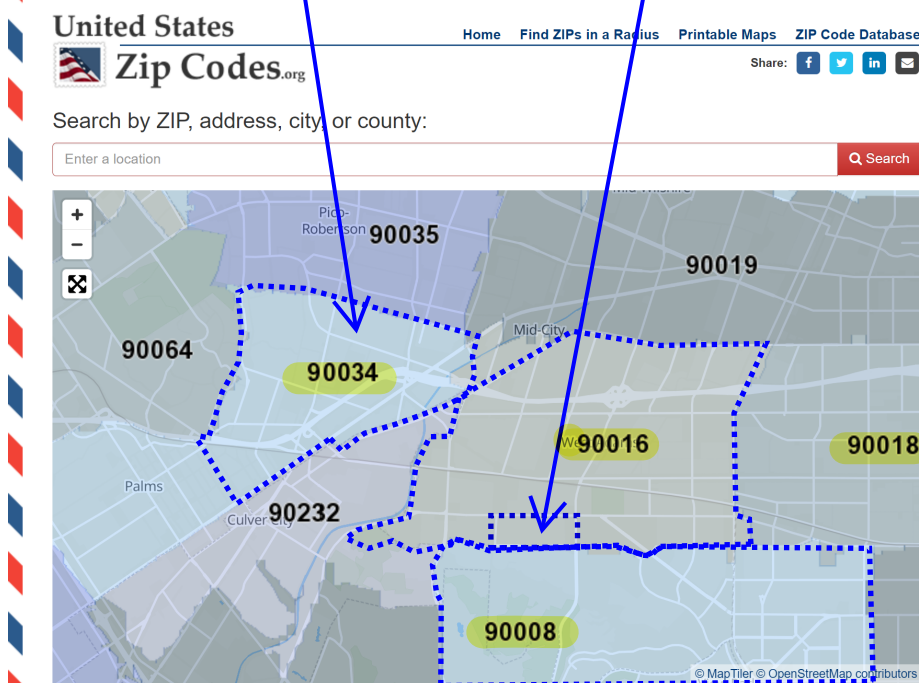 United States
Zip Codes.org
Home Find ZIPs in a Radius Printable Maps ZIP Code Database
Share:
Search by ZIP, address, city, or county:
Enter a location
Search
+
−
Pico-
Robertson
90035
90019
Mid-City
90064
90034
90016
90018
Palms
Culver City
90232
90008
© MapTiler © OpenStreetMap contributors